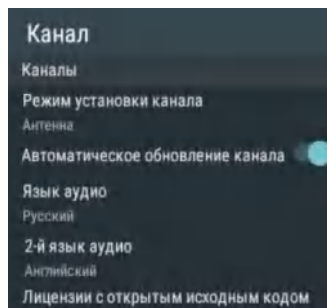 Канал
Каналы
Режим установки канала
Антенна
Автоматическое обновление канала
Язык аудио
Русский
2-й язык аудио
Английский
Лицензии с открытым исходным кодом